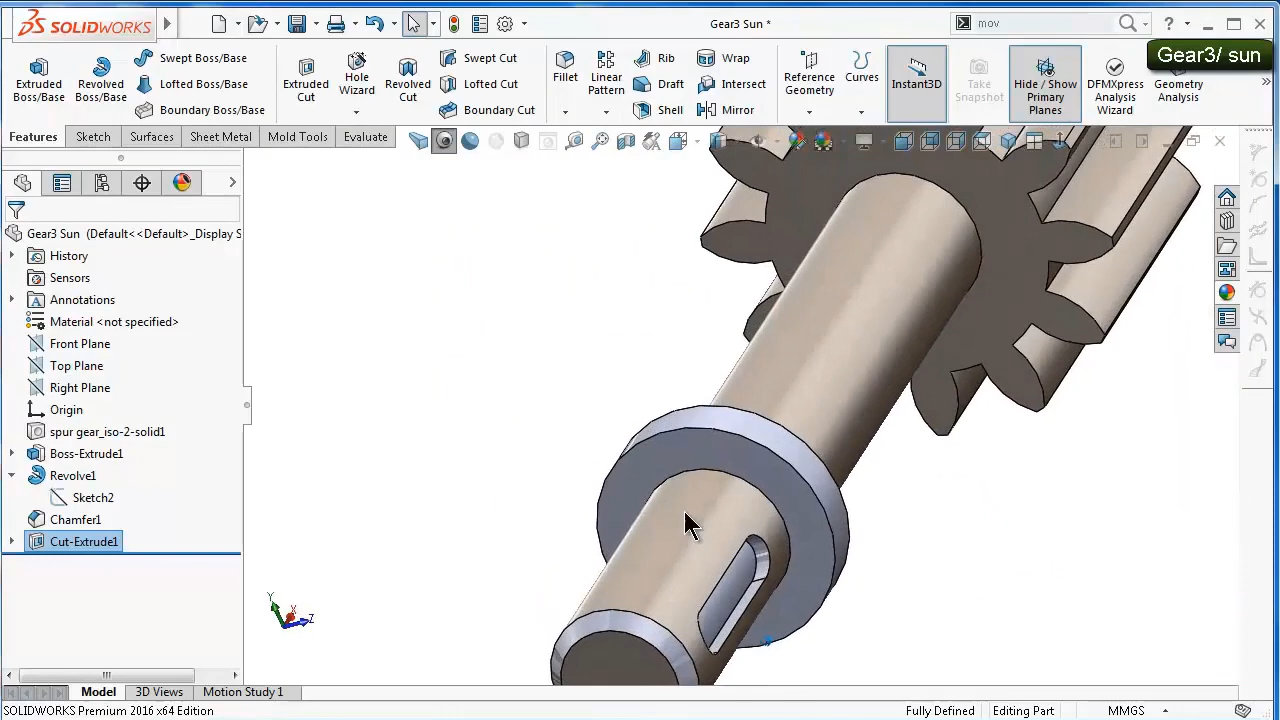 SOLIDWORKS
Gear3 Sun *
mov
Gear3/ sun
Extruded Boss/Base
Revolved Boss/Base
Swept Boss/Base
Lofted Boss/Base
Boundary Boss/Base
Extruded Cut
Hole Wizard
Revolved Cut
Swept Cut
Lofted Cut
Boundary Cut
Fillet
Linear Pattern
Rib
Draft
Shell
Wrap
Intersect
Mirror
Reference Geometry
Curves
Instant3D
Take Snapshot
Hide / Show Primary Planes
DFMXpress Analysis Wizard
Geometry Analysis
Features
Sketch
Surfaces
Sheet Metal
Mold Tools
Evaluate
Gear3 Sun (Default<<Default>_Display S
History
Sensors
Annotations
Material <not specified>
Front Plane
Top Plane
Right Plane
Origin
spur gear_iso-2-solid1
Boss-Extrude1
Revolve1
Sketch2
Chamfer1
Cut-Extrude1
Y
X
Z
Model
3D Views
Motion Study 1
SOLIDWORKS Premium 2016 x64 Edition
Fully Defined
Editing Part
MMGS